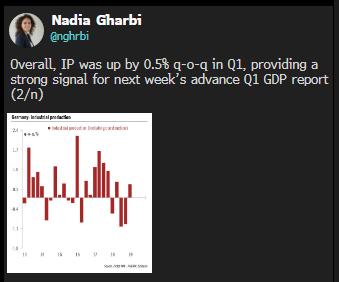 Nadia Gharbi
@nghrbi
Overall, IP was up by 0.5% q-o-q in Q1, providing a
strong signal for next week's advance Q1 GDP report
(2/n)
Germany: industrial production
q-o-q%
Industrial production (including construction)